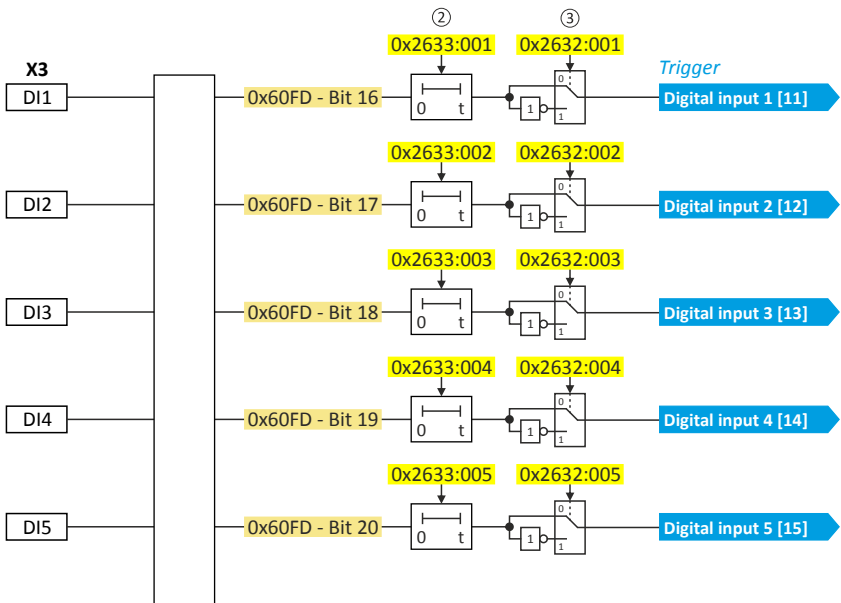 ② ③
0x2633:001 0x2632:001
X3 Trigger
0
DI1 0x60FD - Bit 16 Digital input 1 [11]
0 t 1 1
0x2633:002 0x2632:002
0
DI2 0x60FD - Bit 17 Digital input 2 [12]
0 t 1 1
0x2633:003 0x2632:003
0
DI3 0x60FD - Bit 18 Digital input 3 [13]
0 t 1 1
0x2633:004 0x2632:004
0
DI4 0x60FD - Bit 19 Digital input 4 [14]
0 t 1 1
0x2633:005 0x2632:005
0
DI5 0x60FD - Bit 20 Digital input 5 [15]
0 t 1 1